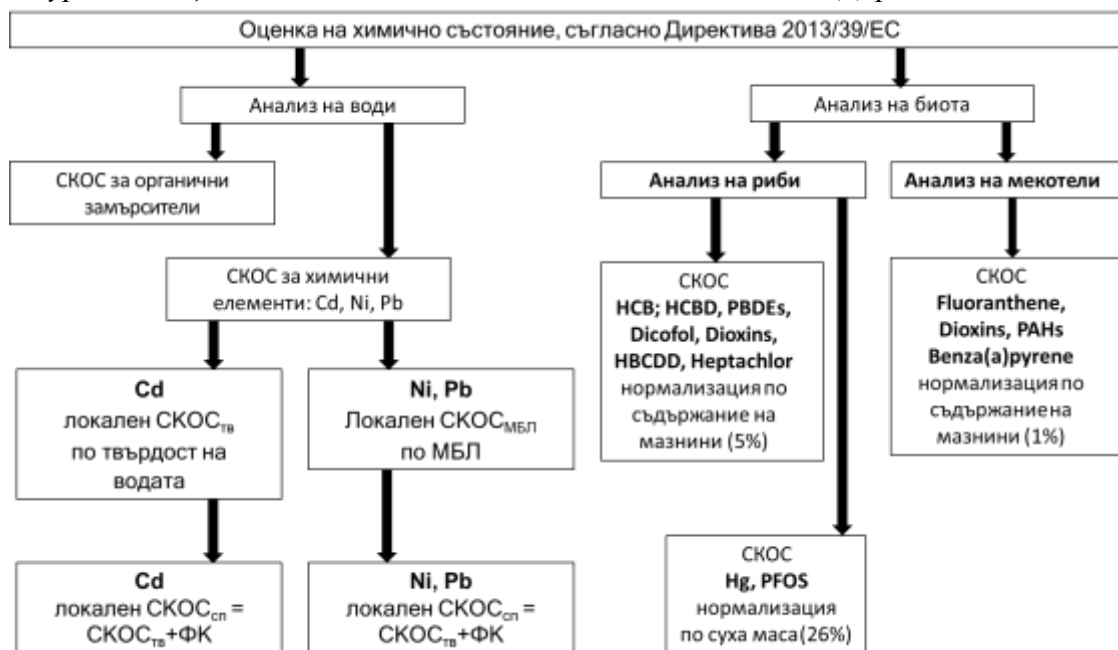 Оценка на химично състояние, съгласно Директива 2013/39/ЕС
Анализ на води
Анализ на биота
СКОС за органични
замърсители
Анализ на риби
Анализ на мекотели
СКОС за химични
елементи: Cd, Ni, Pb
СКОС
HCB; HCBD, PBDEs,
Dicofol, Dioxins,
HBCDD, Heptachlor
нормализация по
съдържание на
мазнини (5%)
СКОС
Fluoranthene,
Dioxins, PAHs
Benza(a)pyrene
нормализация по
съдържание на
мазнини (1%)
Cd
локален СКОСтв
по твърдост на
водата
Ni, Pb
Локален СКОСМБЛ
по МБЛ
Cd
локален СКОСсп =
СКОСтв+ФК
Ni, Pb
локален СКОСсп =
СКОСтв+ФК
СКОС
Hg, PFOS
нормализация
по суха маса (26%)